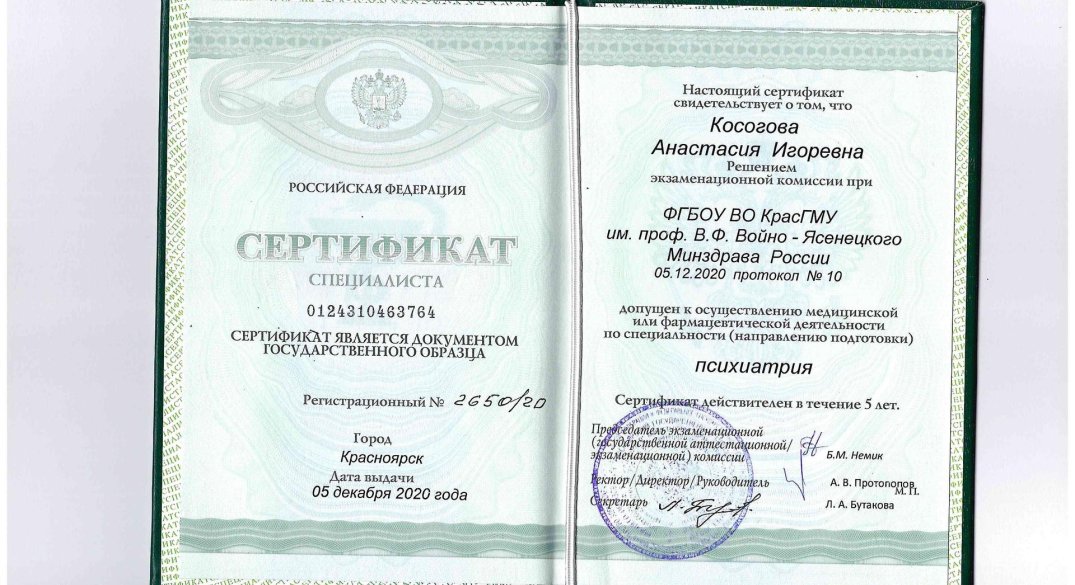 РОССИЙСКАЯ ФЕДЕРАЦИЯ
СЕРТИФИКАТ
СПЕЦИАЛИСТА
0124310463764
СЕРТИФИКАТ ЯВЛЯЕТСЯ ДОКУМЕНТОМ
ГОСУДАРСТВЕННОГО ОБРАЗЦА
Регистрационный № 2650/20
Город
Красноярск
Дата выдачи
05 декабря 2020 года
Настоящий сертификат
свидетельствует о том, что
Косогова
Анастасия Игоревна
Решением
экзаменационной комиссии при
ФГБОУ ВО КрасГМУ
им. проф. В.Ф. Войно - Ясенецкого
Минздрава России
05.12.2020 протокол № 10
допущен к осуществлению медицинской
или фармацевтической деятельности
по специальности (направлению подготовки)
психиатрия
Сертификат действителен в течение 5 лет.
Председатель экзаменационной
(государственной аттестационной/
экзаменационной) комиссии
Б.М. Немик
Ректор/Директор/Руководитель
А. В. Протопопов
М. П.
Секретарь
Л. А. Бутакова